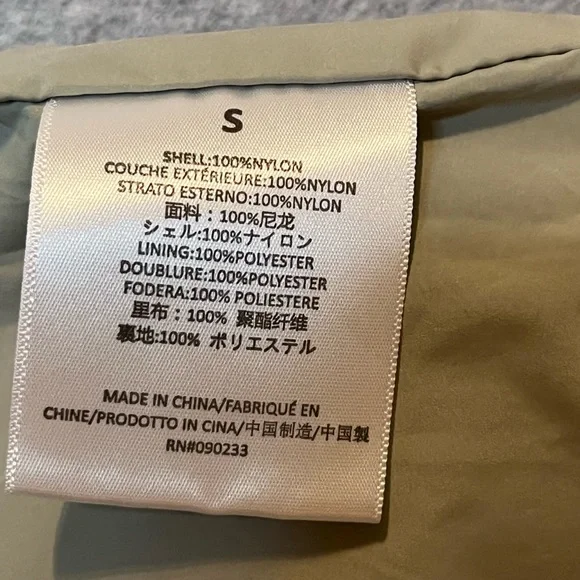 S
SHELL:100%NYLON
COUCHE EXTÉRIEURE:100%NYLON
STRATO ESTERNO:100%NYLON
面料：100%尼龙
シェル:100%ナイロン
LINING:100%POLYESTER
DOUBLURE:100%POLYESTER
FODERA:100% POLIESTERE
里布：100% 聚酯纤维
裏地:100% ポリエステル
MADE IN CHINA/FABRIQUÉ EN
CHINE/PRODOTTO IN CINA/中国制造/中国製
RN#090233